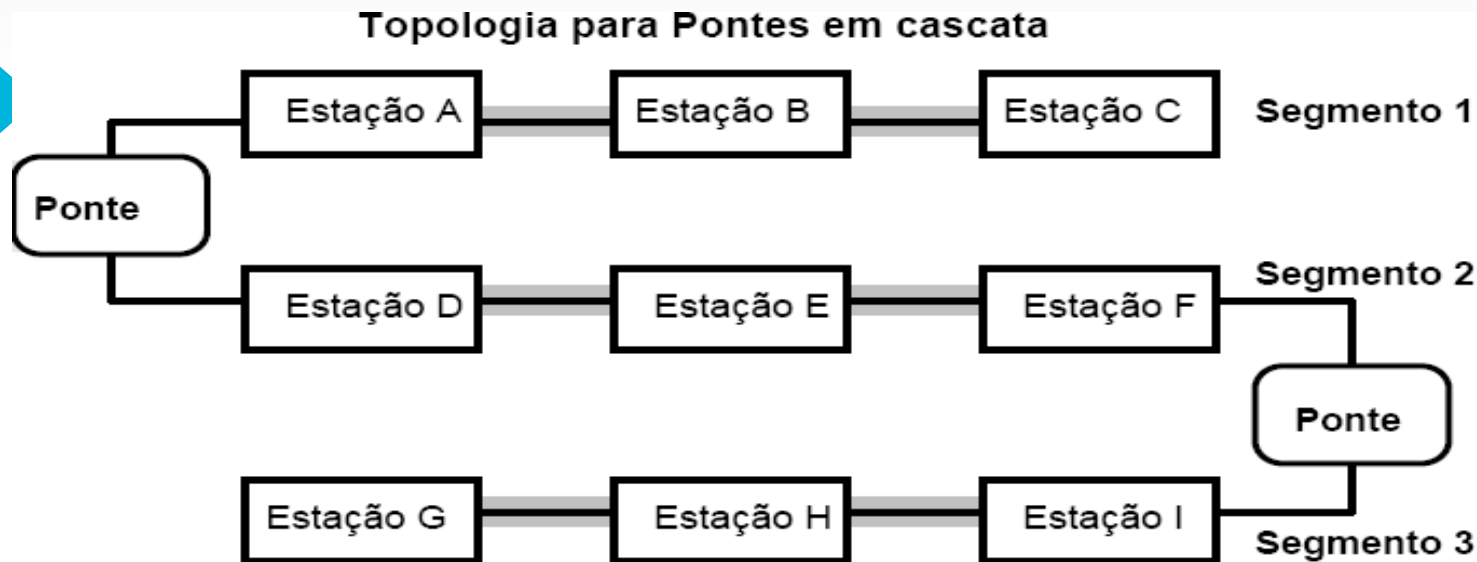 Topologia para Pontes em cascata
Estação A Estação B Estação C Segmento 1
Ponte
Segmento 2
Estação D Estação E Estação F
Ponte
Estação G Estação H Estação I
Segmento 3